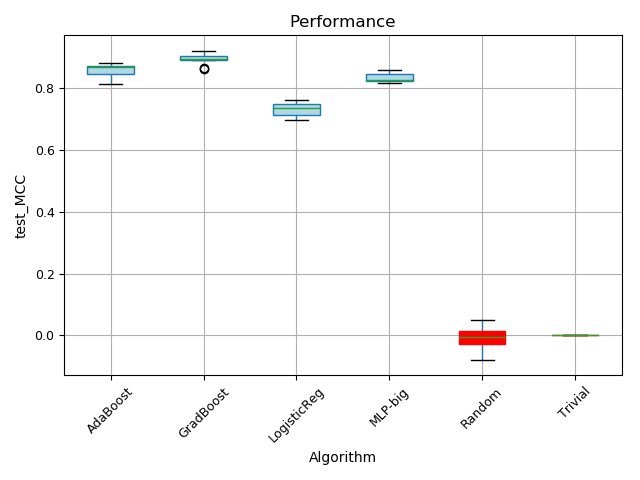 Performance
test_MCC
0.8
0.6
0.4
0.2
0.0
AdaBoost
GradBoost
LogisticReg
MLP-big
Random
Trivial
Algorithm